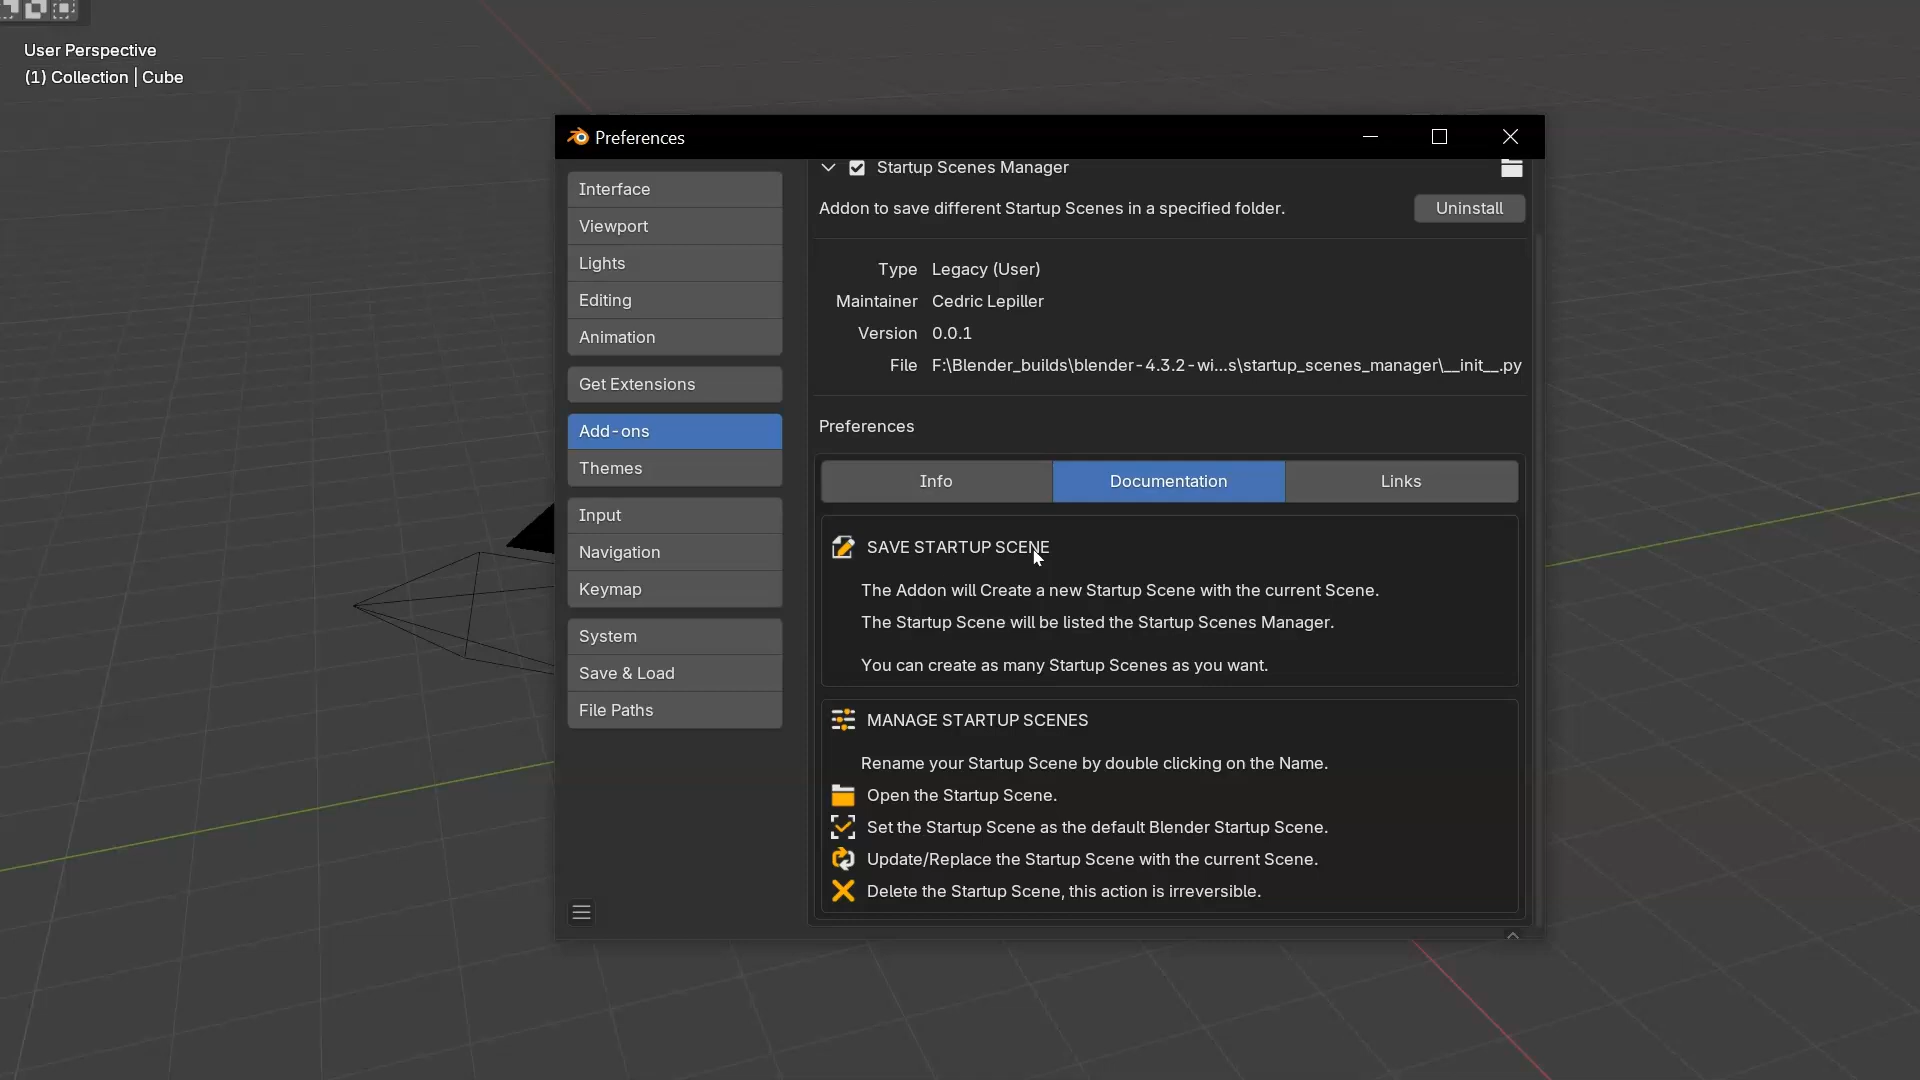 User Perspective
(1) Collection | Cube
Preferences
Interface
Viewport
Lights
Editing
Animation
Get Extensions
Add-ons
Themes
Input
Navigation
Keymap
System
Save & Load
File Paths
Startup Scenes Manager
Addon to save different Startup Scenes in a specified folder.
Uninstall
Type Legacy (User)
Maintainer Cedric Lepiller
Version 0.0.1
File F:\Blender_builds\blender-4.3.2-wi...s\startup_scenes_manager\__init__.py
Preferences
Info Documentation Links
SAVE STARTUP SCENE
The Addon will Create a new Startup Scene with the current Scene.
The Startup Scene will be listed the Startup Scenes Manager.
You can create as many Startup Scenes as you want.
MANAGE STARTUP SCENES
Rename your Startup Scene by double clicking on the Name.
Open the Startup Scene.
Set the Startup Scene as the default Blender Startup Scene.
Update/Replace the Startup Scene with the current Scene.
Delete the Startup Scene, this action is irreversible.